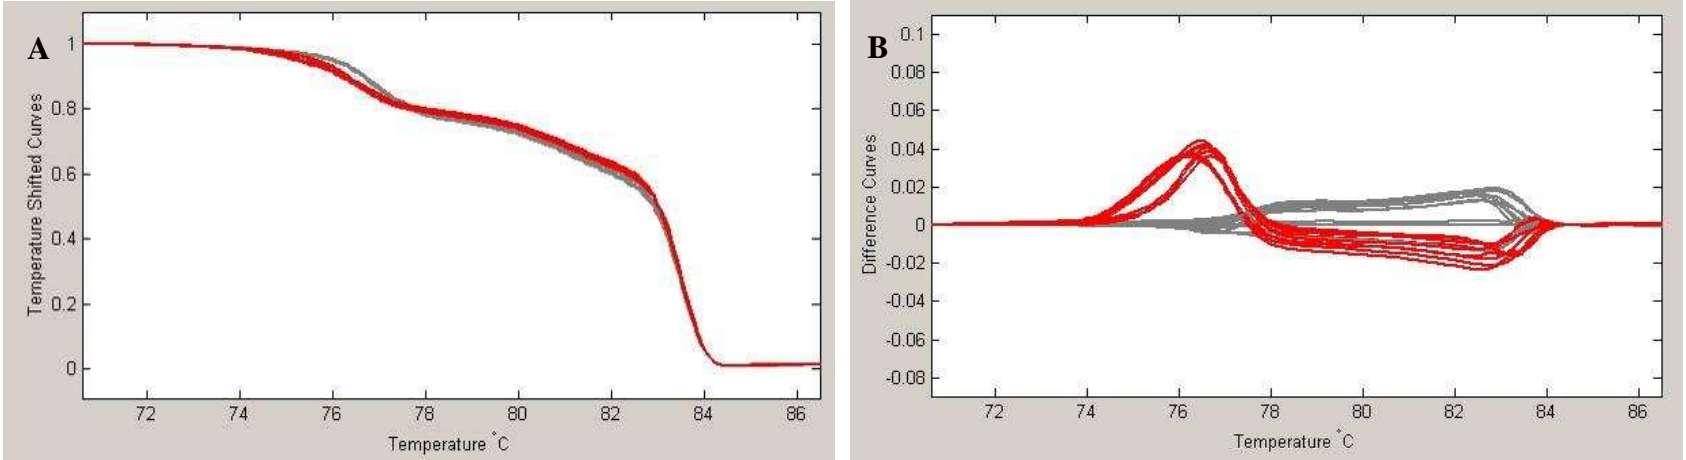 A
Temperature Shifted Curves
1
0.8
0.6
0.4
0.2
0
72 74 76 78 80 82 84 86
Temperature °C
B
Difference Curves
0.1
0.08
0.06
0.04
0.02
0
-0.02
-0.04
-0.06
-0.08
72 74 76 78 80 82 84 86
Temperature °C